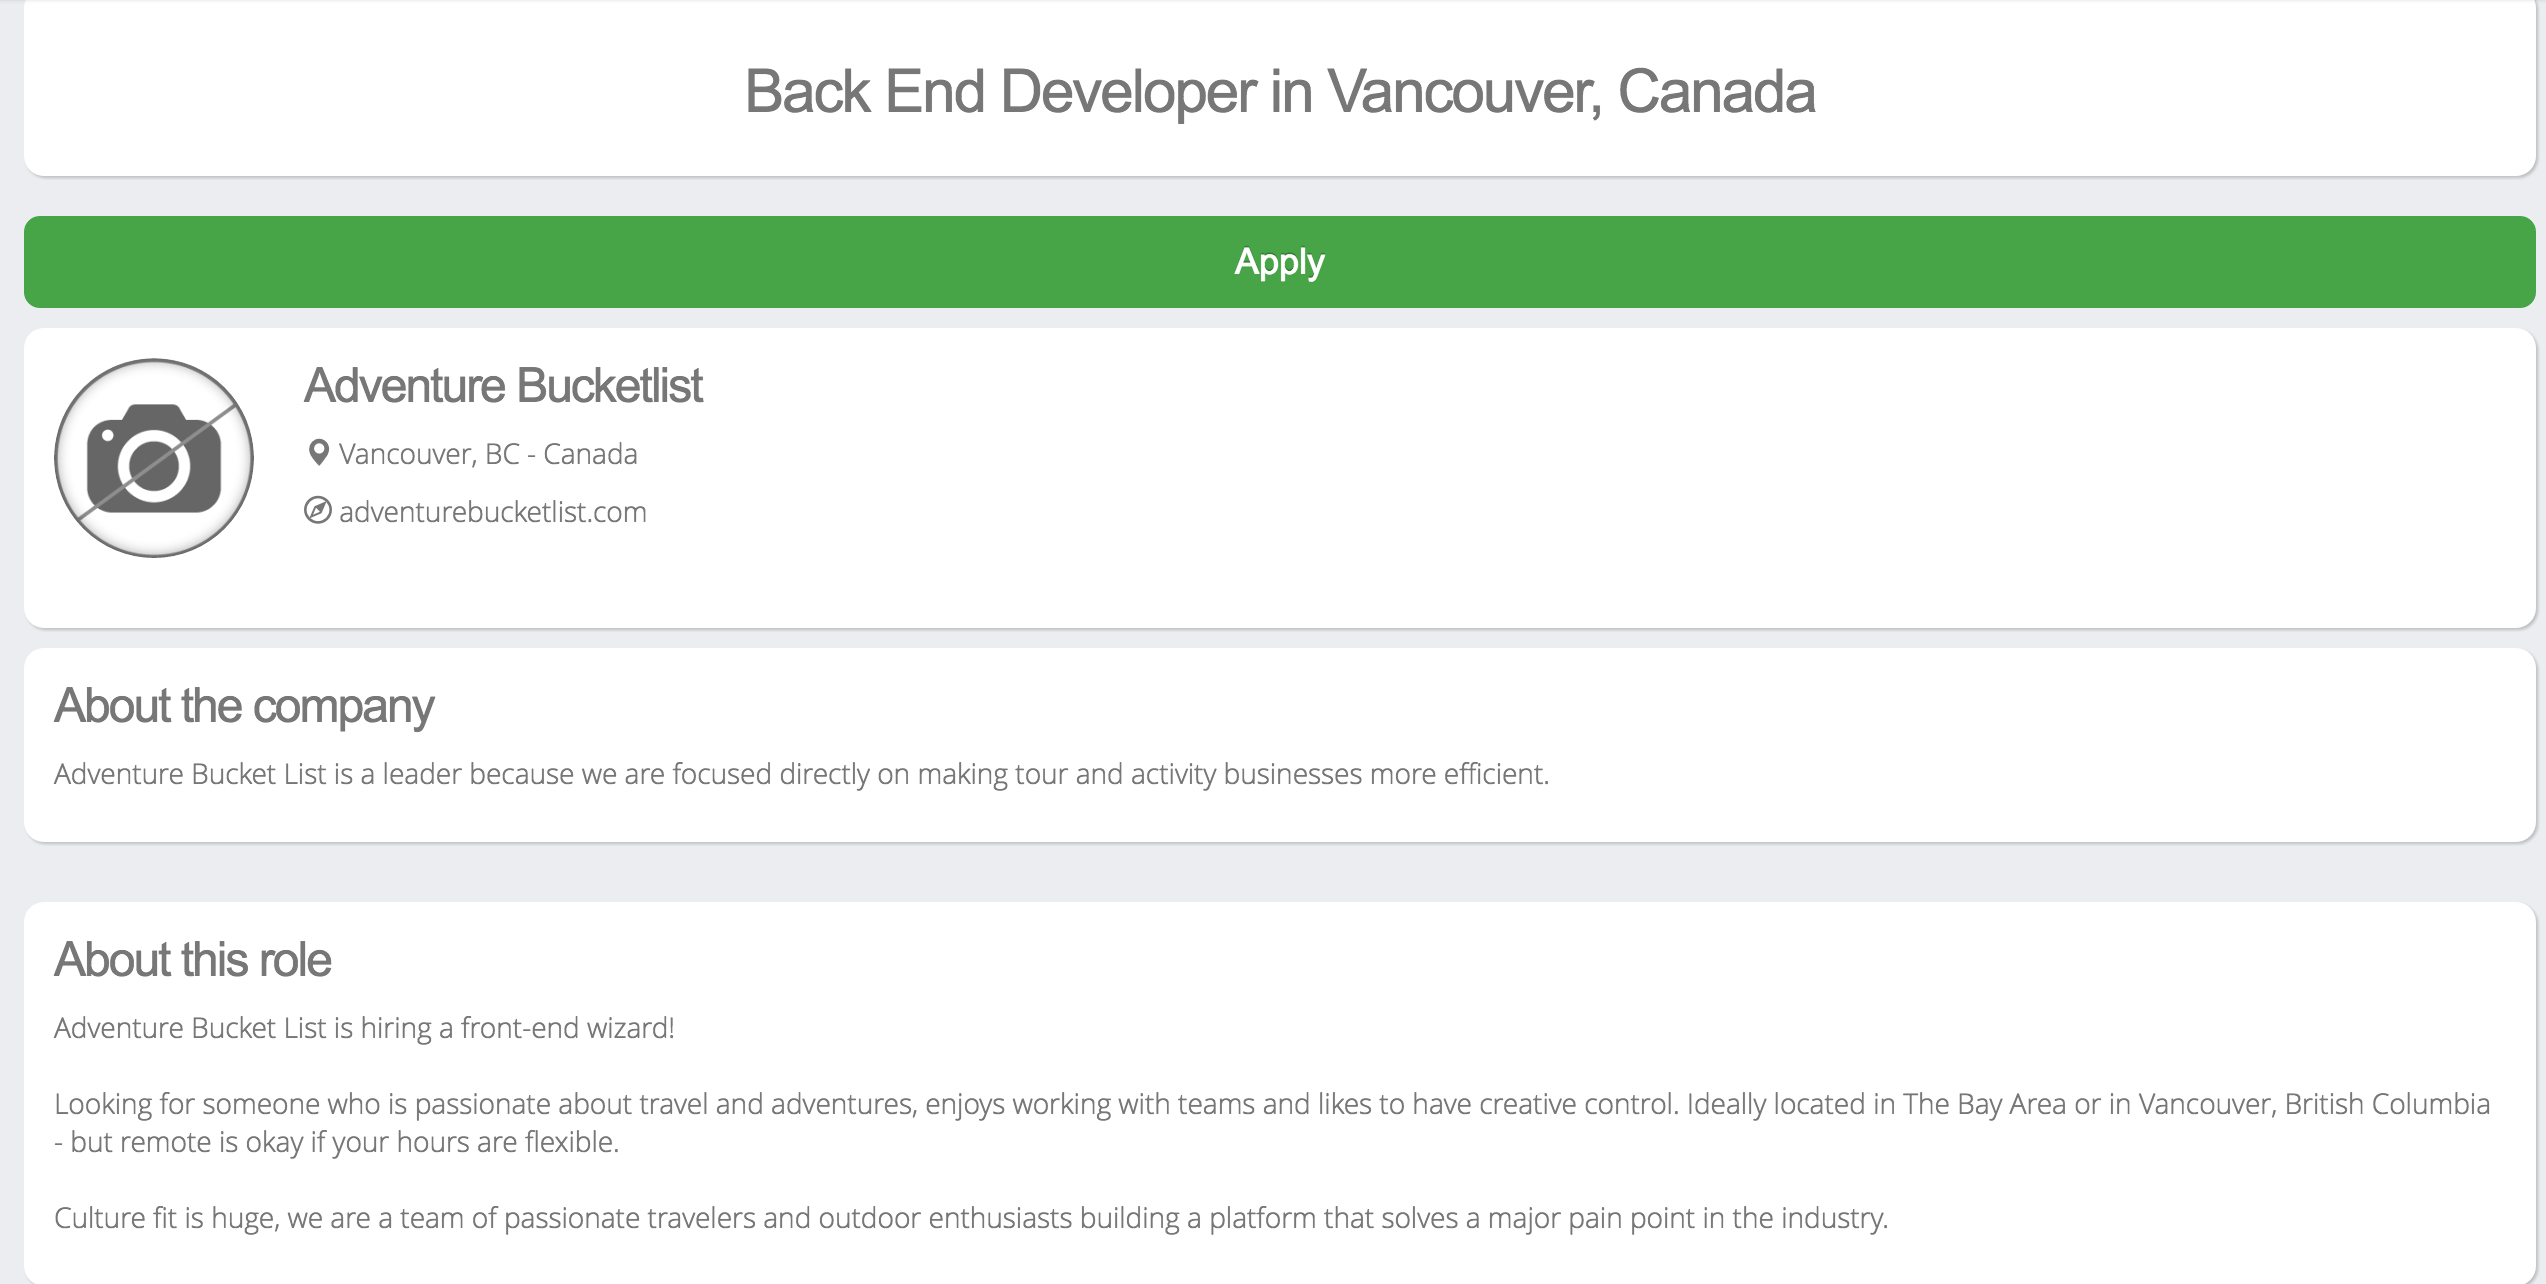 Back End Developer in Vancouver, Canada
Apply
Adventure Bucketlist
Vancouver, BC - Canada
adventurebucketlist.com
About the company
Adventure Bucket List is a leader because we are focused directly on making tour and activity businesses more efficient.
About this role
Adventure Bucket List is hiring a front-end wizard!
Looking for someone who is passionate about travel and adventures, enjoys working with teams and likes to have creative control. Ideally located in The Bay Area or in Vancouver, British Columbia
- but remote is okay if your hours are flexible.
Culture fit is huge, we are a team of passionate travelers and outdoor enthusiasts building a platform that solves a major pain point in the industry.